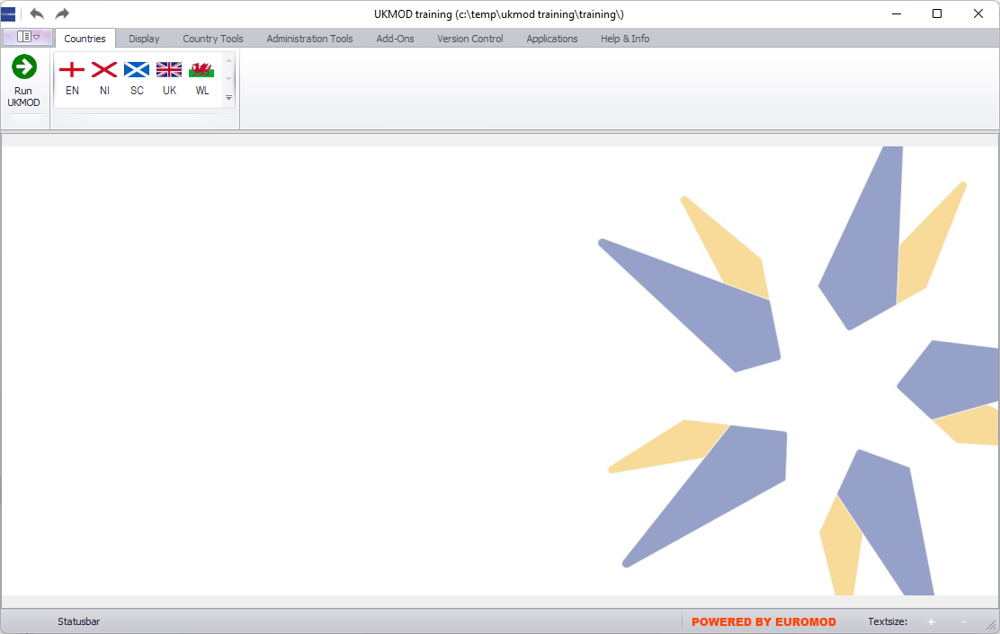 UKMOD training (c:\temp\ukmod training\training\)
Countries Display Country Tools Administration Tools Add-Ons Version Control Applications Help & Info
Run
UKMOD
EN NI SC UK WL
Statusbar POWERED BY EUROMOD Textsize: + -